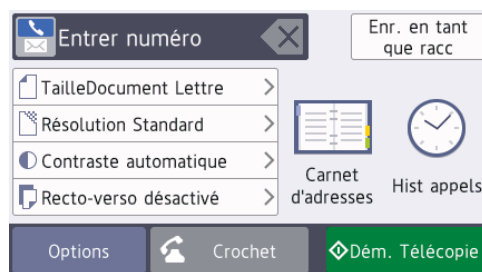 Entrer numéro
Enr. en tant
que racc
TailleDocument Lettre
Résolution Standard
Contraste automatique
Recto-verso désactivé
Carnet
d'adresses
Hist appels
Options
Crochet
Dém. Télécopie